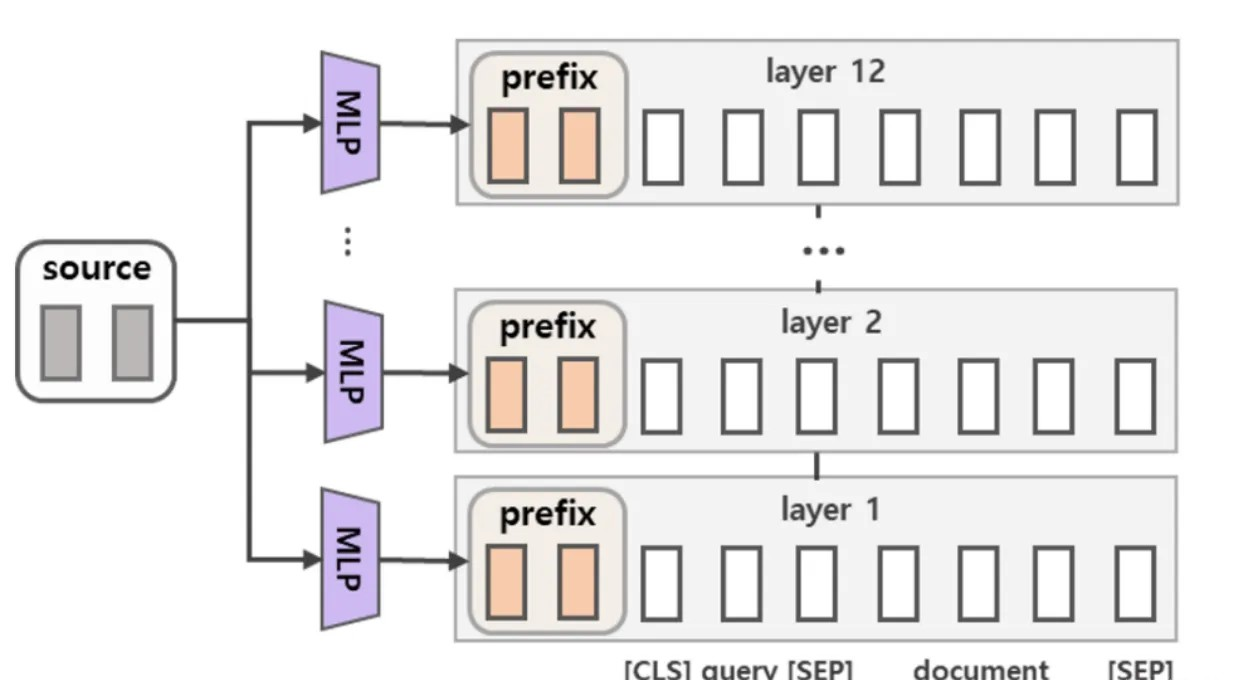 prefix
layer 12
MLP
source
prefix
layer 2
MLP
prefix
layer 1
MLP
[CLS] query [SEP] document [SEP]